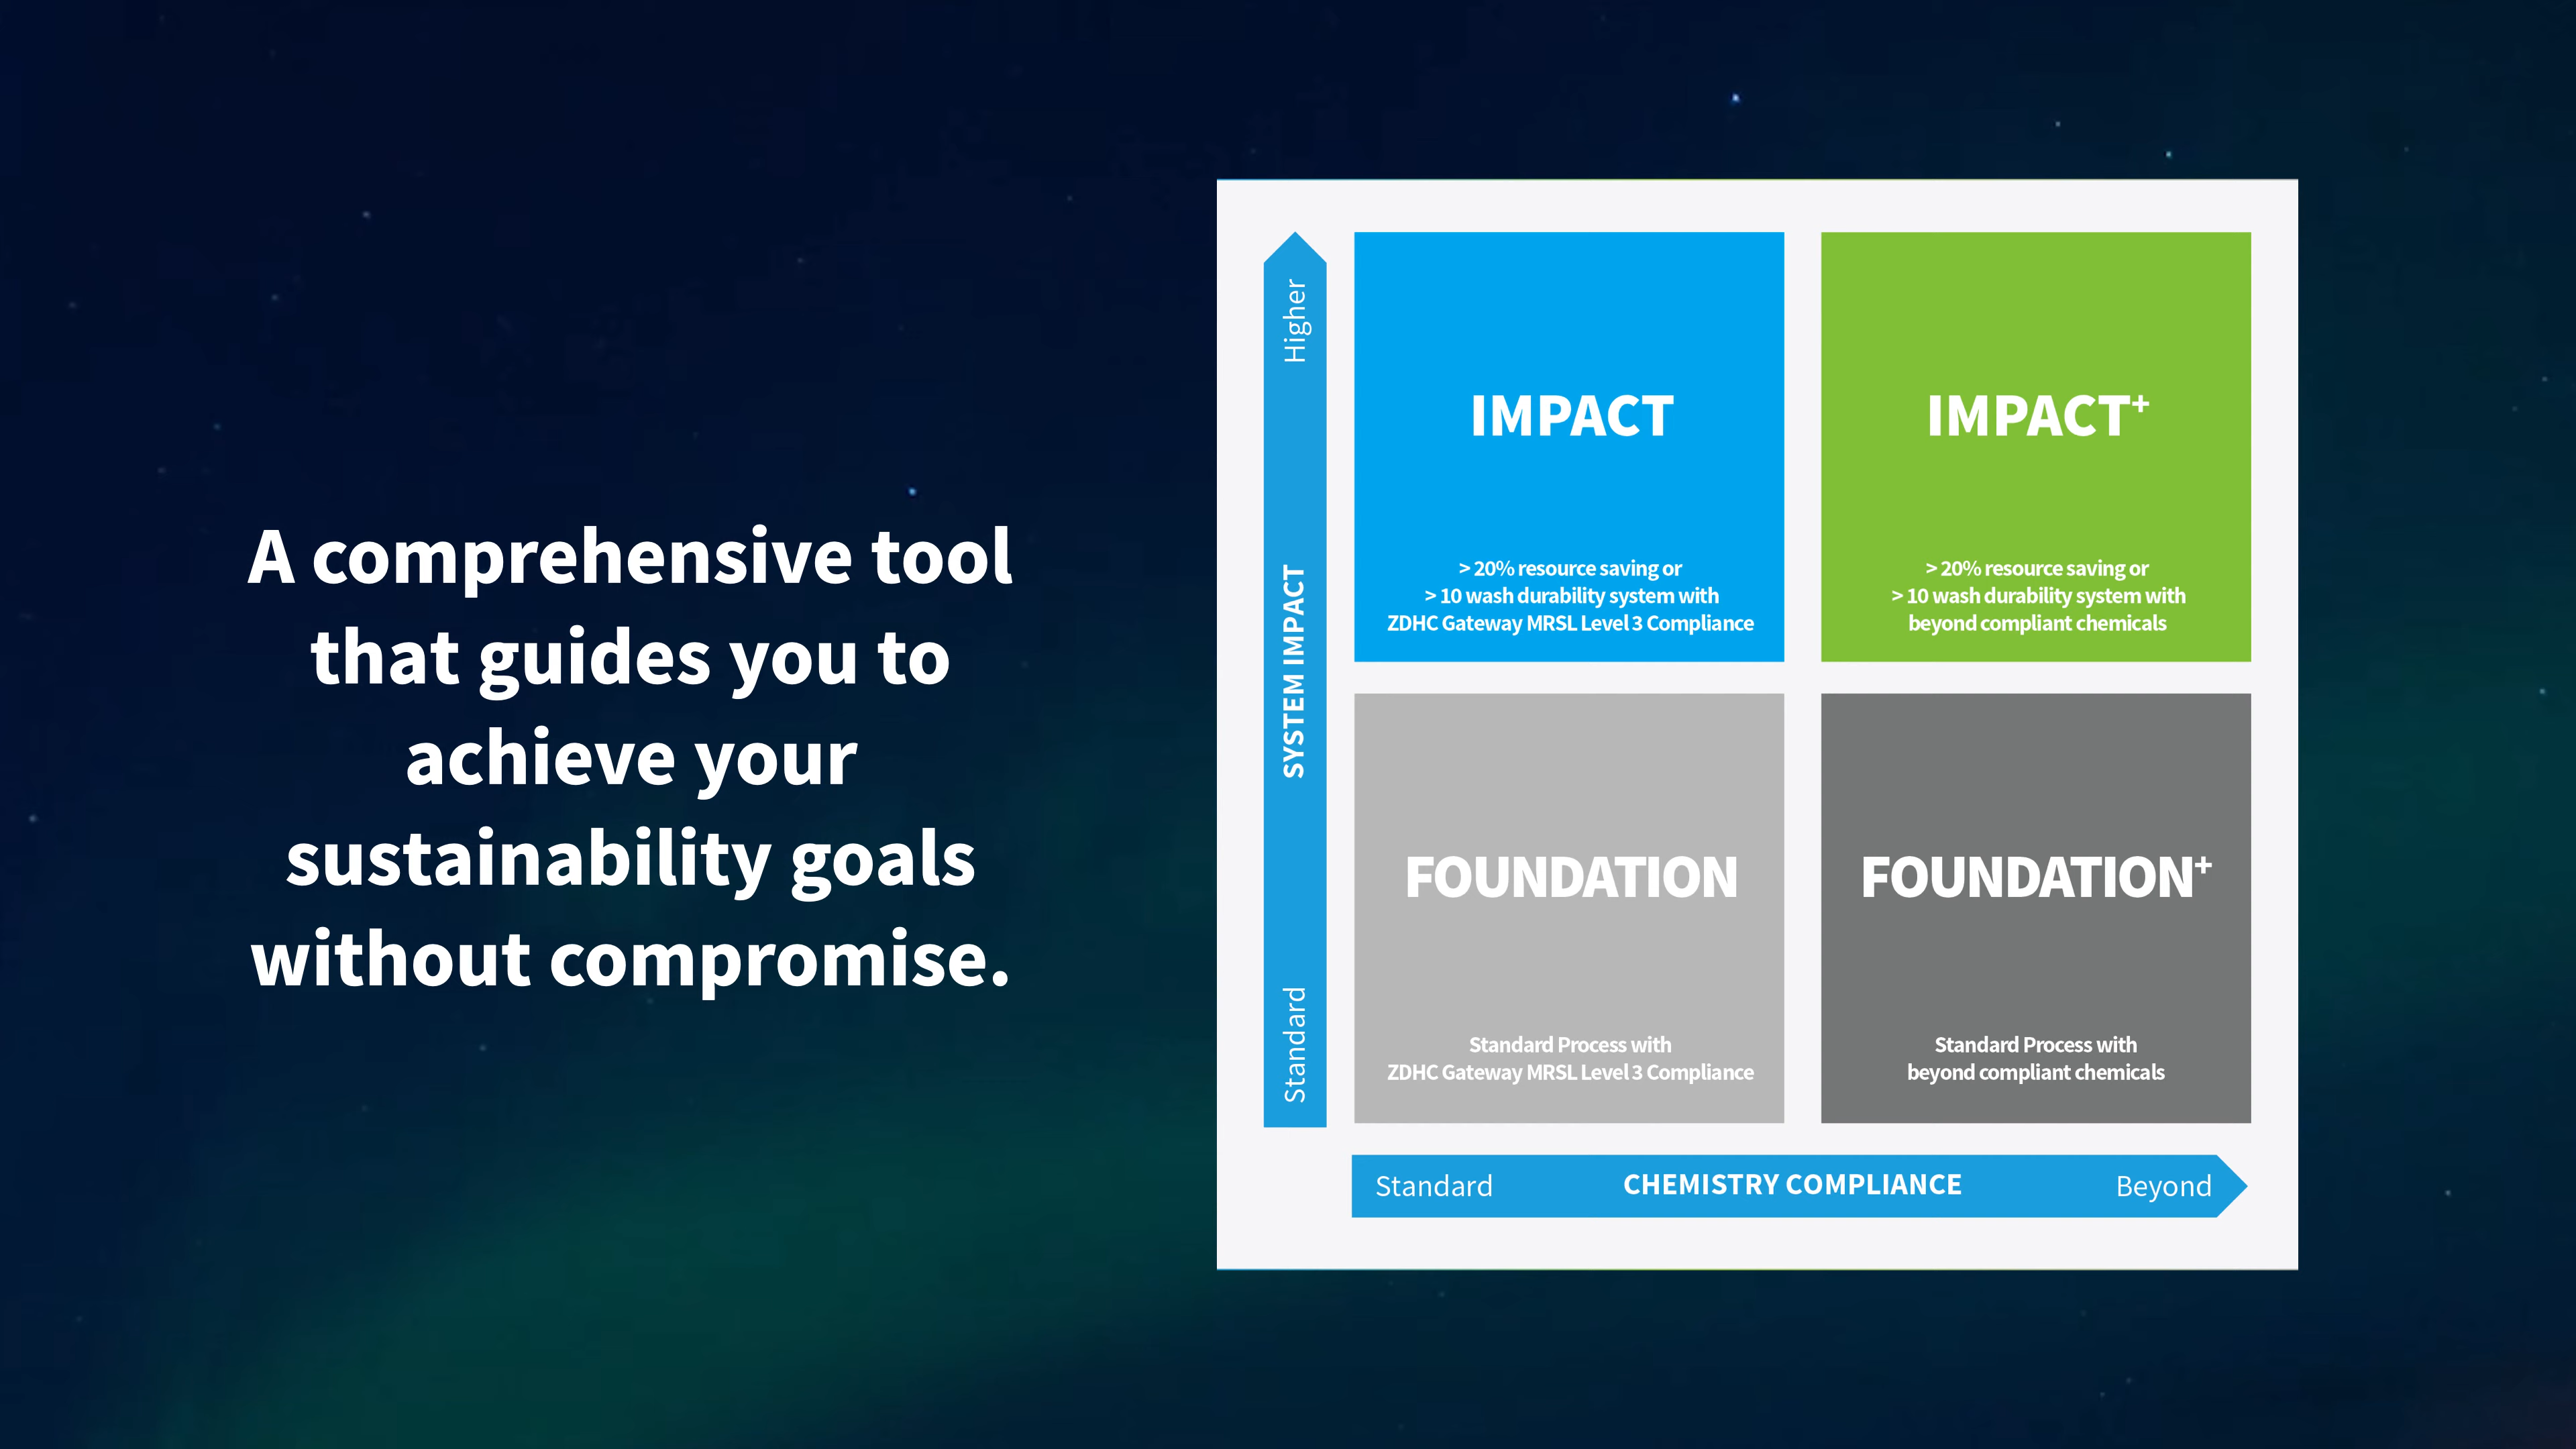 A comprehensive tool
that guides you to
achieve your
sustainability goals
without compromise.
Higher
SYSTEM IMPACT
Standard
IMPACT
> 20% resource saving or
> 10 wash durability system with
ZDHC Gateway MRSL Level 3 Compliance
IMPACT+
> 20% resource saving or
> 10 wash durability system with
beyond compliant chemicals
FOUNDATION
Standard Process with
ZDHC Gateway MRSL Level 3 Compliance
FOUNDATION+
Standard Process with
beyond compliant chemicals
Standard
CHEMISTRY COMPLIANCE
Beyond